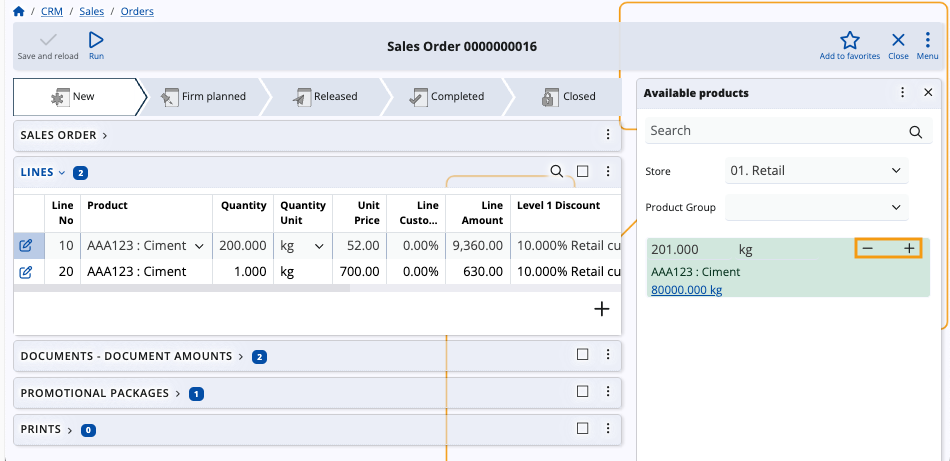 / CRM / Sales / Orders
Save and reload
Run
Sales Order 0000000016
Add to favorites
Close
Menu
New
Firm planned
Released
Completed
Closed
SALES ORDER >
LINES 2
Line No Product Quantity Quantity Unit Unit Price Line Custo... Line Amount Level 1 Discount
10 AAA123 : Ciment 200.000 kg 52.00 0.00% 9,360.00 10.000% Retail cu
20 AAA123 : Ciment 1.000 kg 700.00 0.00% 630.00 10.000% Retail cu
+
DOCUMENTS - DOCUMENT AMOUNTS > 2
PROMOTIONAL PACKAGES > 1
PRINTS > 0
Available products
Search
Store 01. Retail
Product Group
201.000 kg − +
AAA123 : Ciment
80000.000 kg